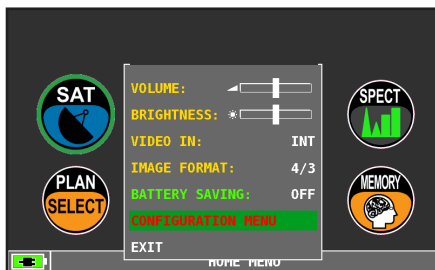 SAT
SPECT
PLAN
SELECT
MEMORY
VOLUME:
BRIGHTNESS:
VIDEO IN: INT
IMAGE FORMAT: 4/3
BATTERY SAVING: OFF
CONFIGURATION MENU
EXIT
HOME MENU